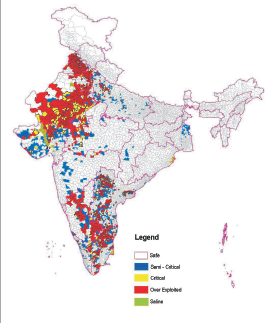 Legend
Safe
Semi - Critical
Critical
Over Exploited
Saline